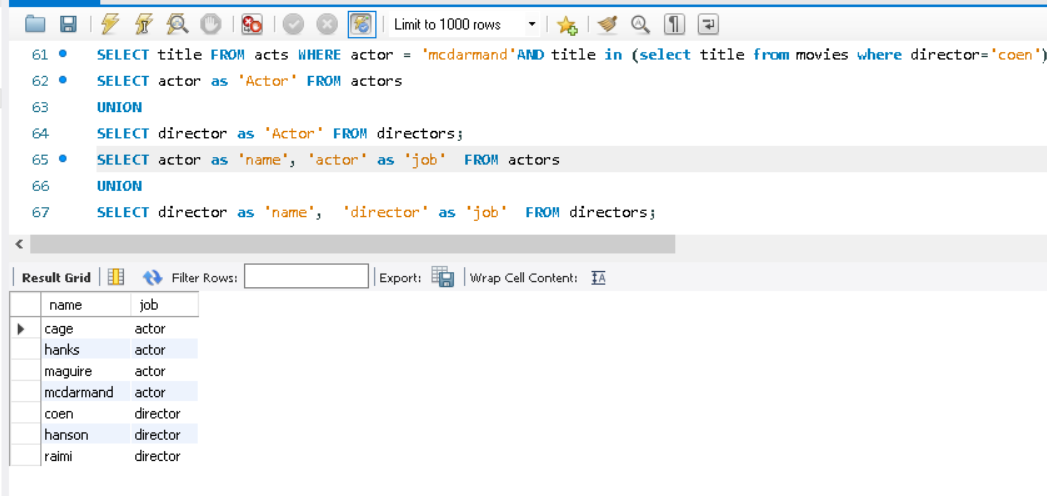 Limit to 1000 rows
61 SELECT title FROM acts WHERE actor = 'mcdarmand'AND title in (select title from movies where director='coen')
62 SELECT actor as 'Actor' FROM actors
63 UNION
64 SELECT director as 'Actor' FROM directors;
65 SELECT actor as 'name', 'actor' as 'job' FROM actors
66 UNION
67 SELECT director as 'name', 'director' as 'job' FROM directors;
Result Grid Filter Rows: Export: Wrap Cell Content: IA
name job
cage actor
hanks actor
maguire actor
mcdarmand actor
coen director
hanson director
raimi director